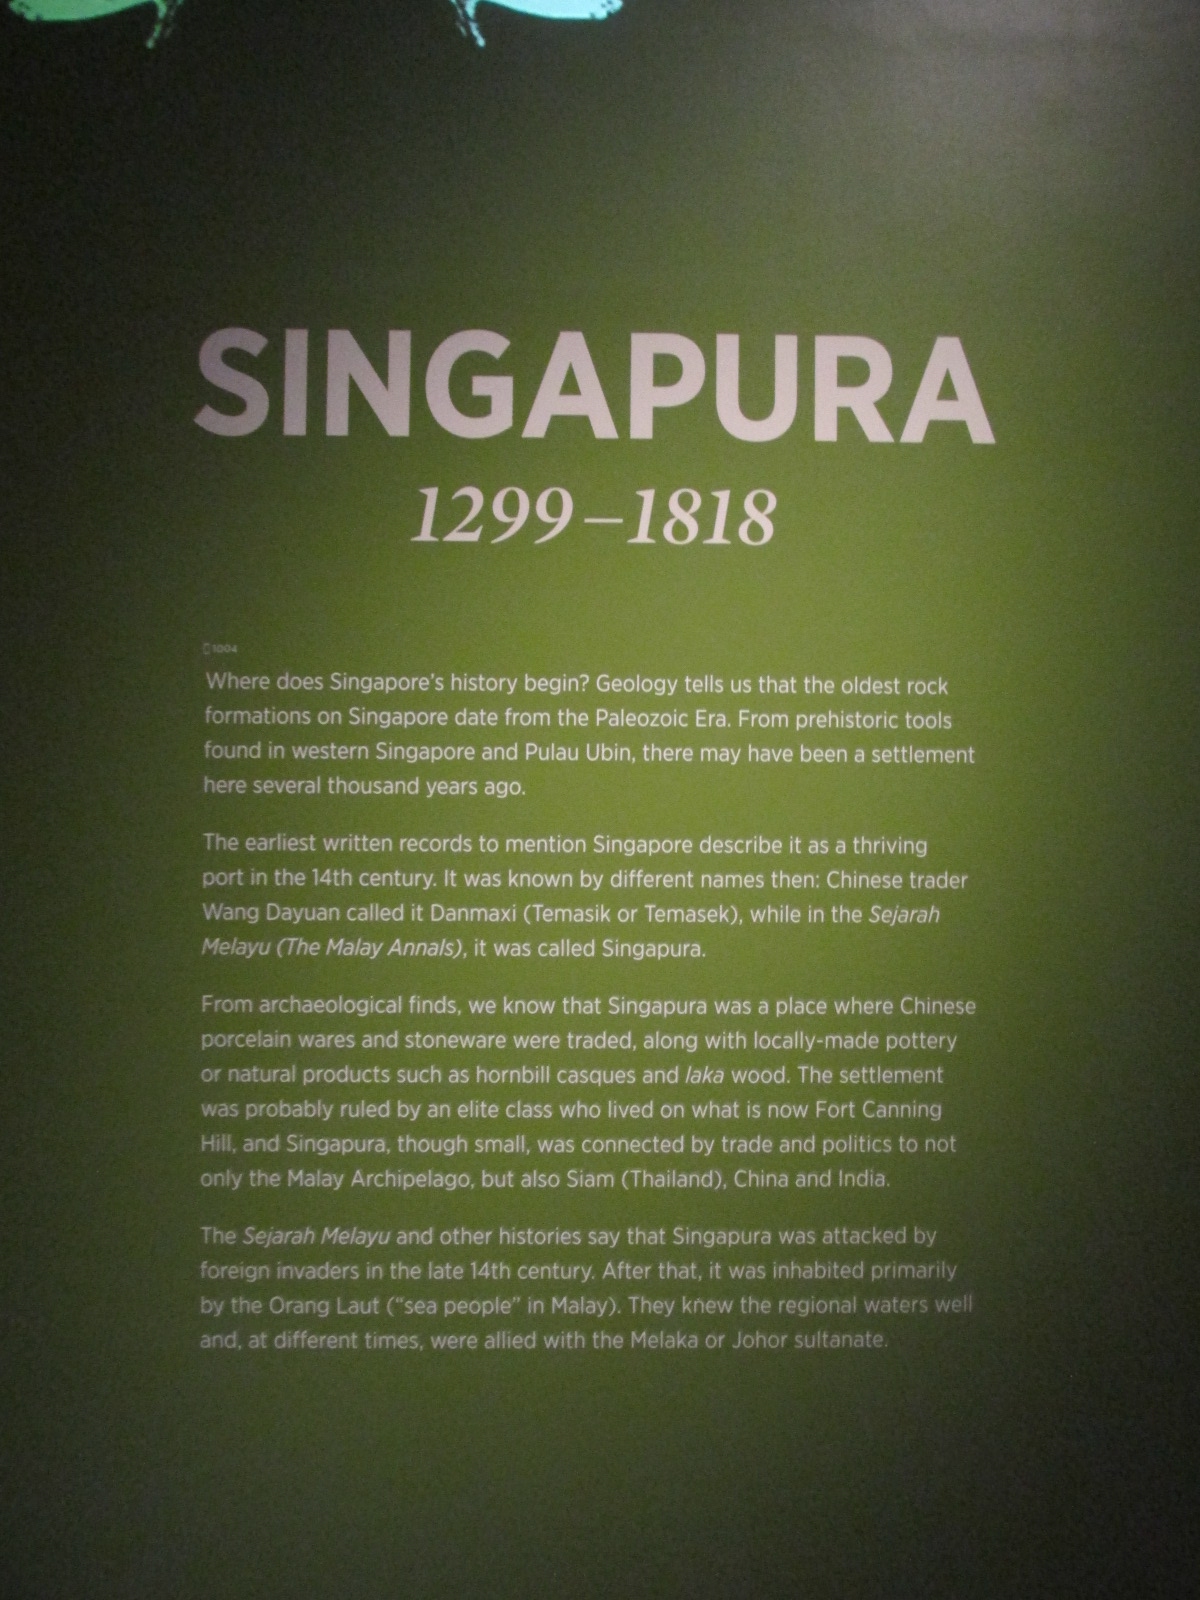 SINGAPURA
1299–1818
1004
Where does Singapore's history begin? Geology tells us that the oldest rock
formations on Singapore date from the Paleozoic Era. From prehistoric tools
found in western Singapore and Pulau Ubin, there may have been a settlement
here several thousand years ago.
The earliest written records to mention Singapore describe it as a thriving
port in the 14th century. It was known by different names then: Chinese trader
Wang Dayuan called it Danmaxi (Temasik or Temasek), while in the Sejarah
Melayu (The Malay Annals), it was called Singapura.
From archaeological finds, we know that Singapura was a place where Chinese
porcelain wares and stoneware were traded, along with locally-made pottery
or natural products such as hornbill casques and laka wood. The settlement
was probably ruled by an elite class who lived on what is now Fort Canning
Hill, and Singapura, though small, was connected by trade and politics to not
only the Malay Archipelago, but also Siam (Thailand), China and India.
The Sejarah Melayu and other histories say that Singapura was attacked by
foreign invaders in the late 14th century. After that, it was inhabited primarily
by the Orang Laut ("sea people" in Malay). They knew the regional waters well
and, at different times, were allied with the Melaka or Johor sultanate.